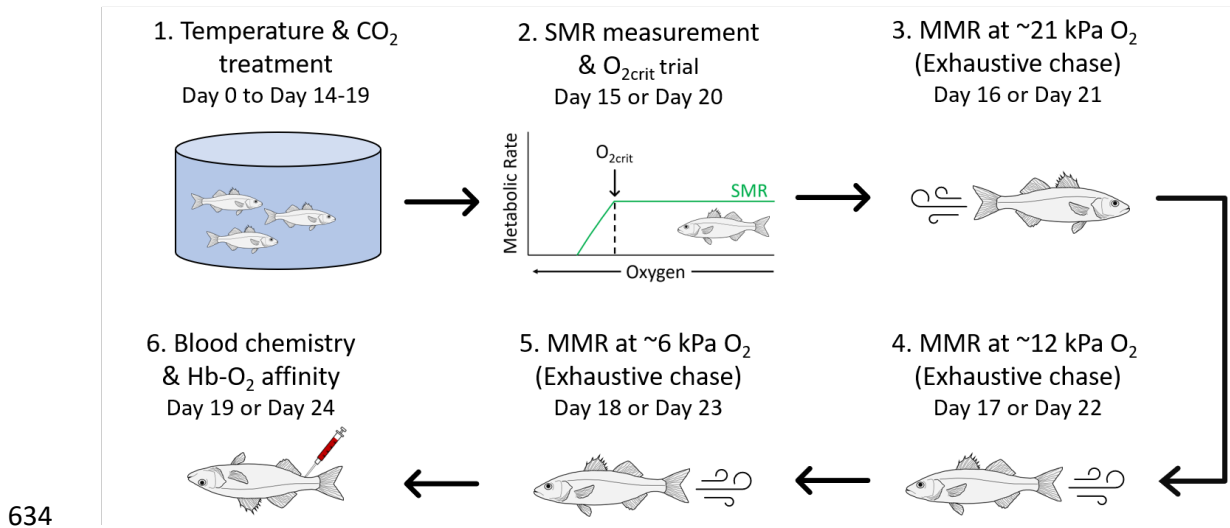 1. Temperature & CO₂
treatment
Day 0 to Day 14-19
2. SMR measurement
& O₂crit trial
Day 15 or Day 20
Metabolic Rate
O₂crit
SMR
Oxygen
3. MMR at ~21 kPa O₂
(Exhaustive chase)
Day 16 or Day 21
4. MMR at ~12 kPa O₂
(Exhaustive chase)
Day 17 or Day 22
5. MMR at ~6 kPa O₂
(Exhaustive chase)
Day 18 or Day 23
6. Blood chemistry
& Hb-O₂ affinity
Day 19 or Day 24
634